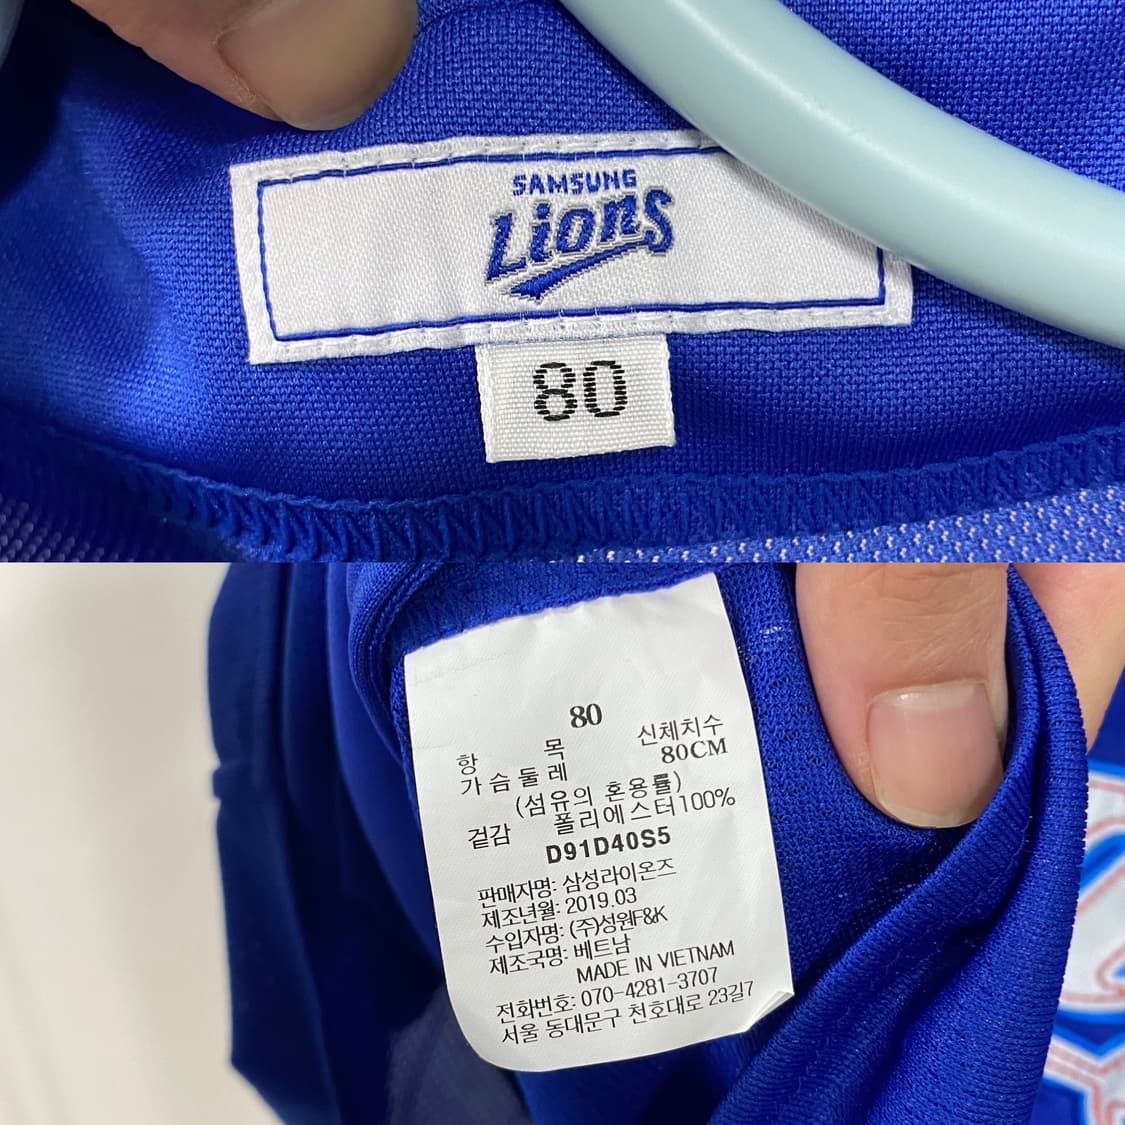 SAMSUNG
Lions
80
80
항 목 신체치수
가슴둘레 80CM
(섬유의 혼용률)
겉감 폴리에스터100%
D91D40S5
판매자명: 삼성라이온즈
제조년월: 2019.03
수입자명: (주)성원F&K
제조국명: 베트남
MADE IN VIETNAM
전화번호: 070-4281-3707
서울 동대문구 천호대로 23길7